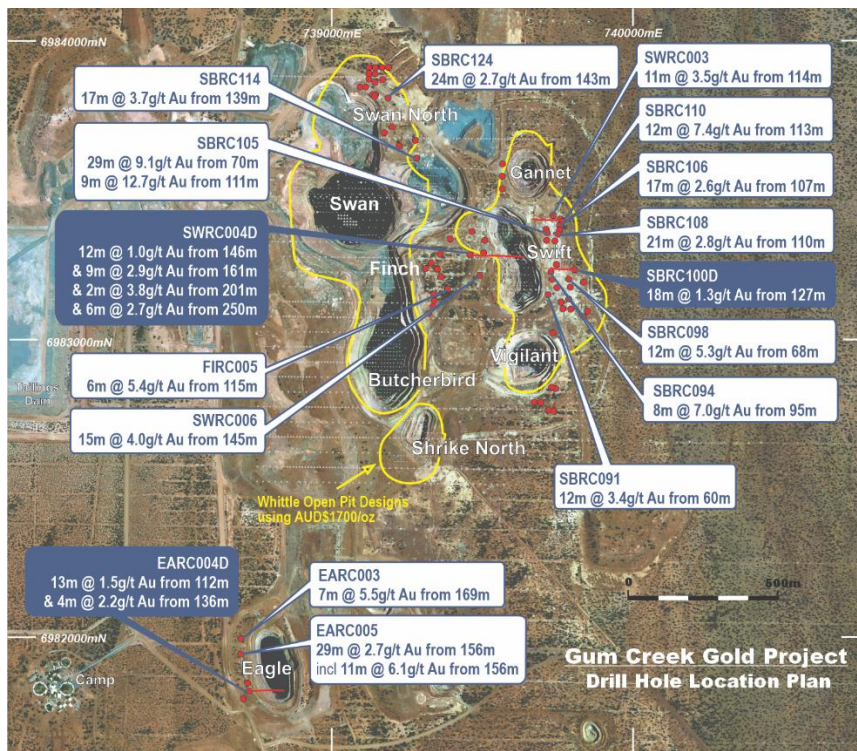 739000mE
740000mE
6984000mN
SBRC124
24m @ 2.7g/t Au from 143m
SWRC003
11m @ 3.5g/t Au from 114m
SBRC114
17m @ 3.7g/t Au from 139m
SBRC110
12m @ 7.4g/t Au from 113m
Swan North
SBRC105
29m @ 9.1g/t Au from 70m
9m @ 12.7g/t Au from 111m
Gannet
SBRC106
17m @ 2.6g/t Au from 107m
Swan
SBRC108
21m @ 2.8g/t Au from 110m
SWRC004D
12m @ 1.0g/t Au from 146m
& 9m @ 2.9g/t Au from 161m
& 2m @ 3.8g/t Au from 201m
& 6m @ 2.7g/t Au from 250m
Finch
Swift
SBRC100D
18m @ 1.3g/t Au from 127m
SBRC098
12m @ 5.3g/t Au from 68m
6983000mN
FIRC005
6m @ 5.4g/t Au from 115m
Vigilant
Butcherbird
Tailings
Dam
SBRC094
8m @ 7.0g/t Au from 95m
SWRC006
15m @ 4.0g/t Au from 145m
Shrike North
SBRC091
12m @ 3.4g/t Au from 60m
Whittle Open Pit Designs
using AUD$1700/oz
EARC004D
13m @ 1.5g/t Au from 112m
& 4m @ 2.2g/t Au from 136m
EARC003
7m @ 5.5g/t Au from 169m
0
500m
6982000mN
EARC005
29m @ 2.7g/t Au from 156m
incl 11m @ 6.1g/t Au from 156m
Eagle
Camp
Gum Creek Gold Project
Drill Hole Location Plan